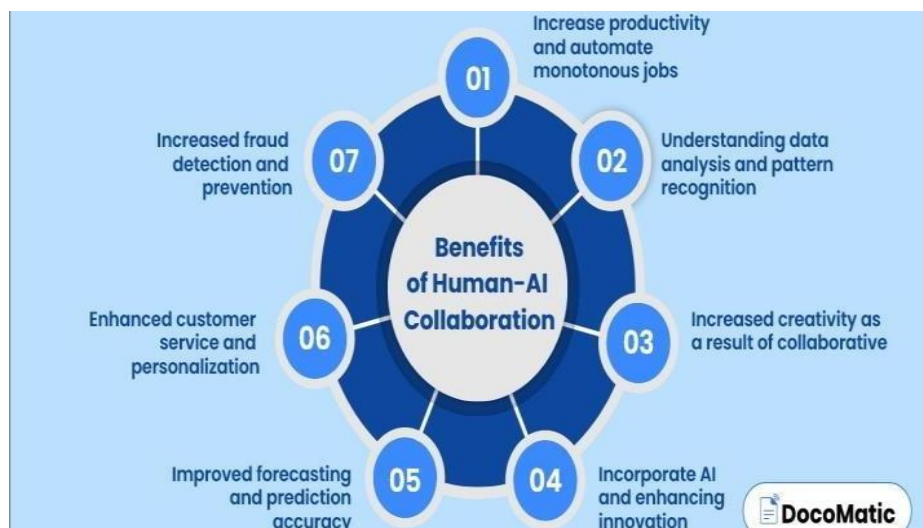 Benefits
of Human-AI
Collaboration
01
Increase productivity
and automate
monotonous jobs
02
Understanding data
analysis and pattern
recognition
03
Increased creativity as
a result of collaborative
04
Incorporate AI
and enhancing
innovation
05
Improved forecasting
and prediction
accuracy
06
Enhanced customer
service and
personalization
07
Increased fraud
detection and
prevention
DocoMatic